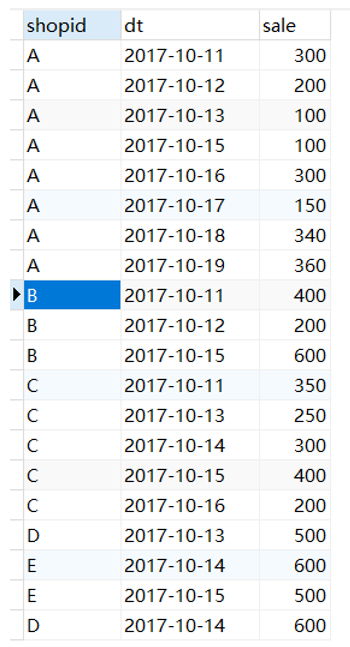 shopid dt sale
A 2017-10-11 300
A 2017-10-12 200
A 2017-10-13 100
A 2017-10-15 100
A 2017-10-16 300
A 2017-10-17 150
A 2017-10-18 340
A 2017-10-19 360
B 2017-10-11 400
B 2017-10-12 200
B 2017-10-15 600
C 2017-10-11 350
C 2017-10-13 250
C 2017-10-14 300
C 2017-10-15 400
C 2017-10-16 200
D 2017-10-13 500
E 2017-10-14 600
E 2017-10-15 500
D 2017-10-14 600